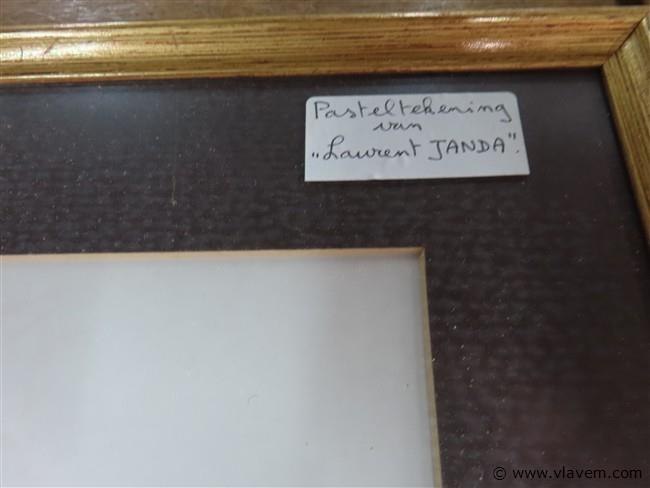 Pasteltekening
van
„Laurent JANDA”.
© www.vlavem.com